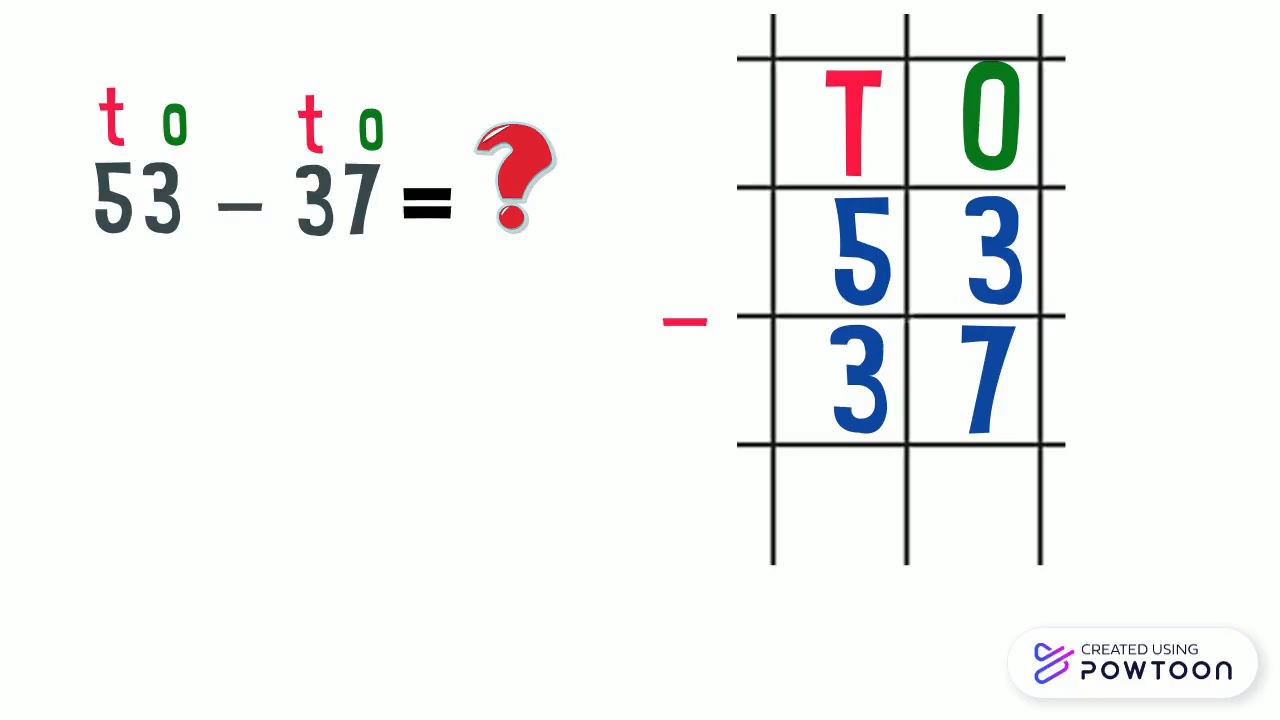 t o t o
53 – 37 = ?
T O
5 3
–
3 7
CREATED USING
POWTOON